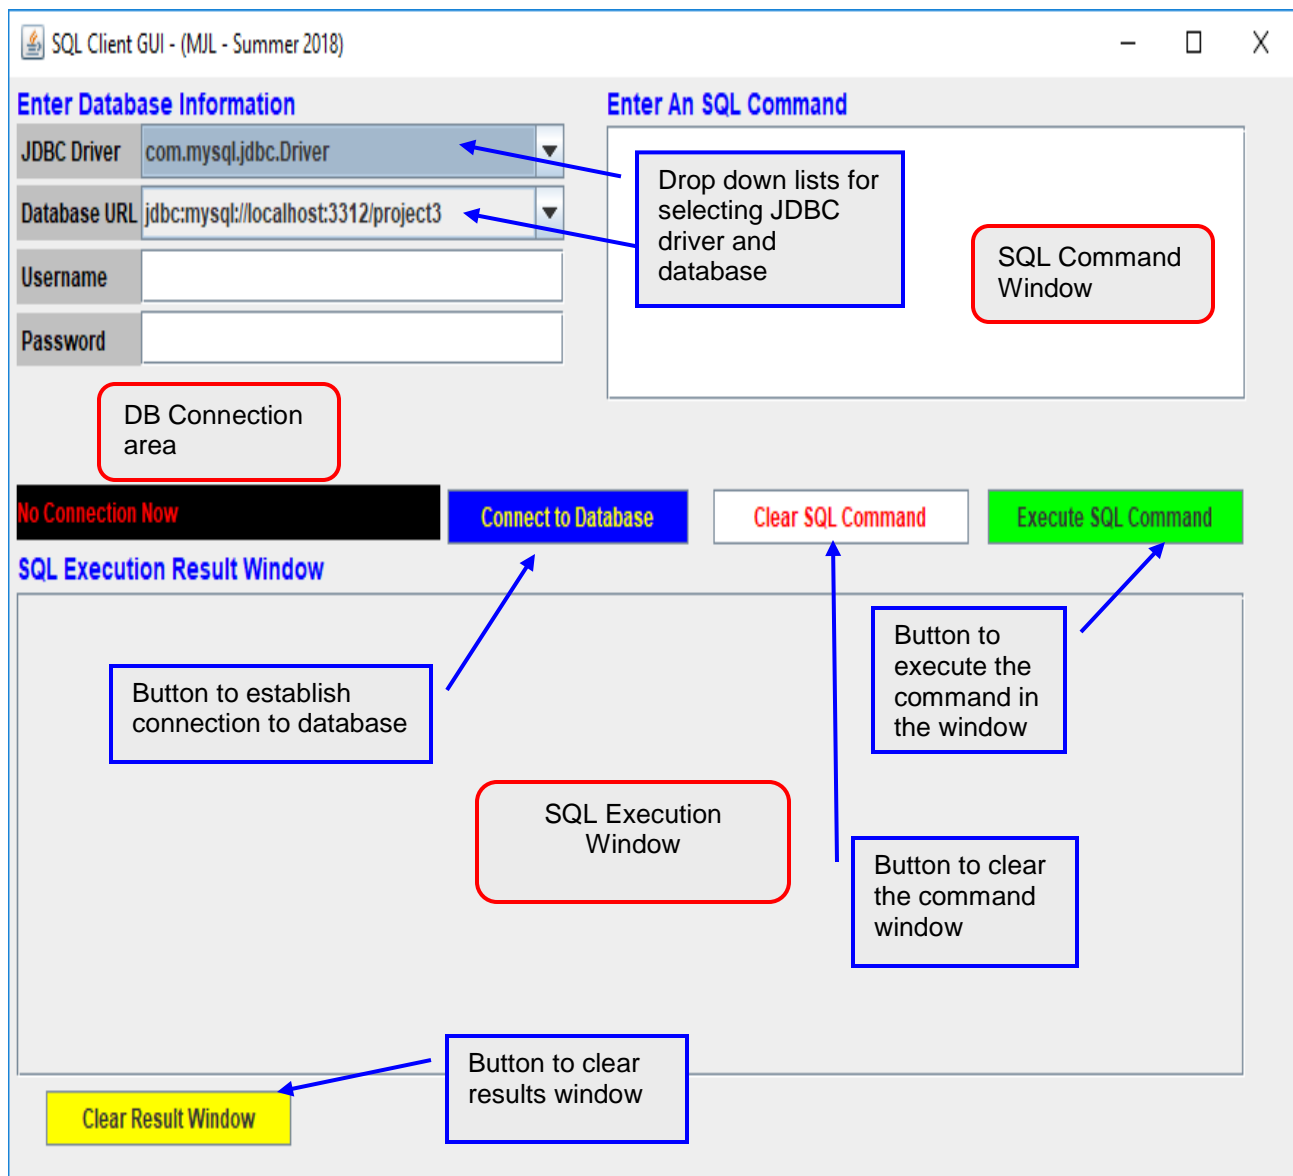 SQL Client GUI - (MJL - Summer 2018)
Enter Database Information
JDBC Driver
com.mysql.jdbc.Driver
Database URL
jdbc:mysql://localhost:3312/project3
Username
Password
Enter An SQL Command
Drop down lists for
selecting JDBC
driver and
database
SQL Command
Window
DB Connection
area
No Connection Now
Connect to Database
Clear SQL Command
Execute SQL Command
SQL Execution Result Window
Button to establish
connection to database
Button to
execute the
command in
the window
SQL Execution
Window
Button to clear
the command
window
Button to clear
results window
Clear Result Window